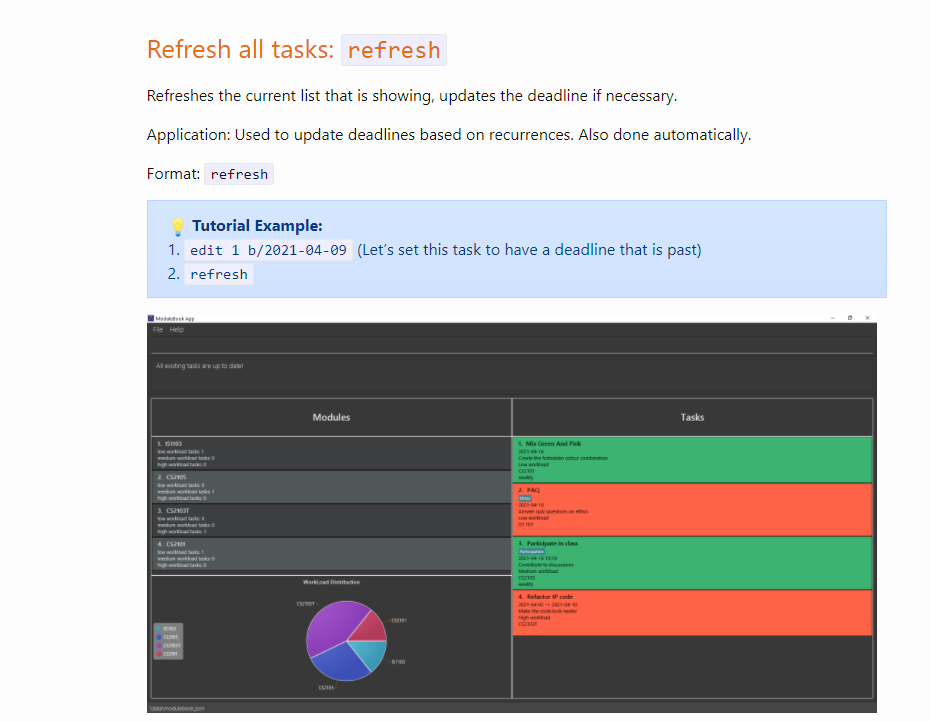 Refresh all tasks: refresh
Refreshes the current list that is showing, updates the deadline if necessary.
Application: Used to update deadlines based on recurrences. Also done automatically.
Format: refresh
💡 Tutorial Example:
1. edit 1 b/2021-04-09 (Let’s set this task to have a deadline that is past)
2. refresh
ModuleBook App
File Help
All existing tasks are up to date!
Modules
1. IS1103
low workload tasks: 1
medium workload tasks: 0
high workload tasks: 0
2. CS2105
low workload tasks: 0
medium workload tasks: 1
high workload tasks: 0
3. CS2103T
low workload tasks: 0
medium workload tasks: 0
high workload tasks: 1
4. CS2101
low workload tasks: 1
medium workload tasks: 0
high workload tasks: 0
WorkLoad Distribution
CS2103T
CS2101
IS1103
CS2105
IS1103
CS2105
CS2103T
CS2101
Tasks
1. Mix Green And Pink
2021-04-16
Create the forbidden colour combination
Low workload
CS2101
weekly
2. FAQ
Ethics
2021-04-10
Answer quiz questions on ethics
Low workload
IS1103
3. Participate in class
Participation
2021-04-16 10:10
Contribute to discussions
Medium workload
CS2105
weekly
4. Refactor tP code
2021-04-02 -> 2021-04-10
Make the code look neater
High workload
CS2103T
\data\modulebook.json